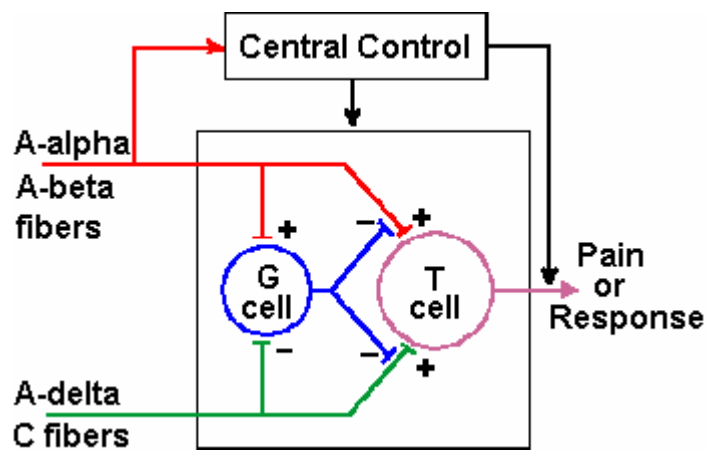 Central Control
A-alpha
A-beta
fibers
+
G
cell
−
−
+
T
cell
−
+
Pain
or
Response
A-delta
C fibers